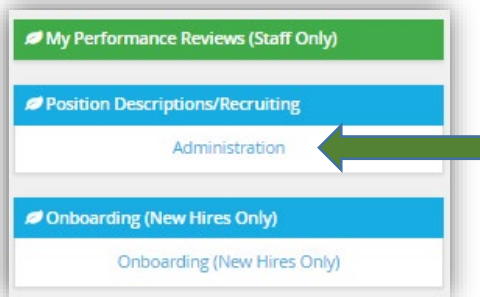 My Performance Reviews (Staff Only)
Position Descriptions/Recruiting
Administration
Onboarding (New Hires Only)
Onboarding (New Hires Only)